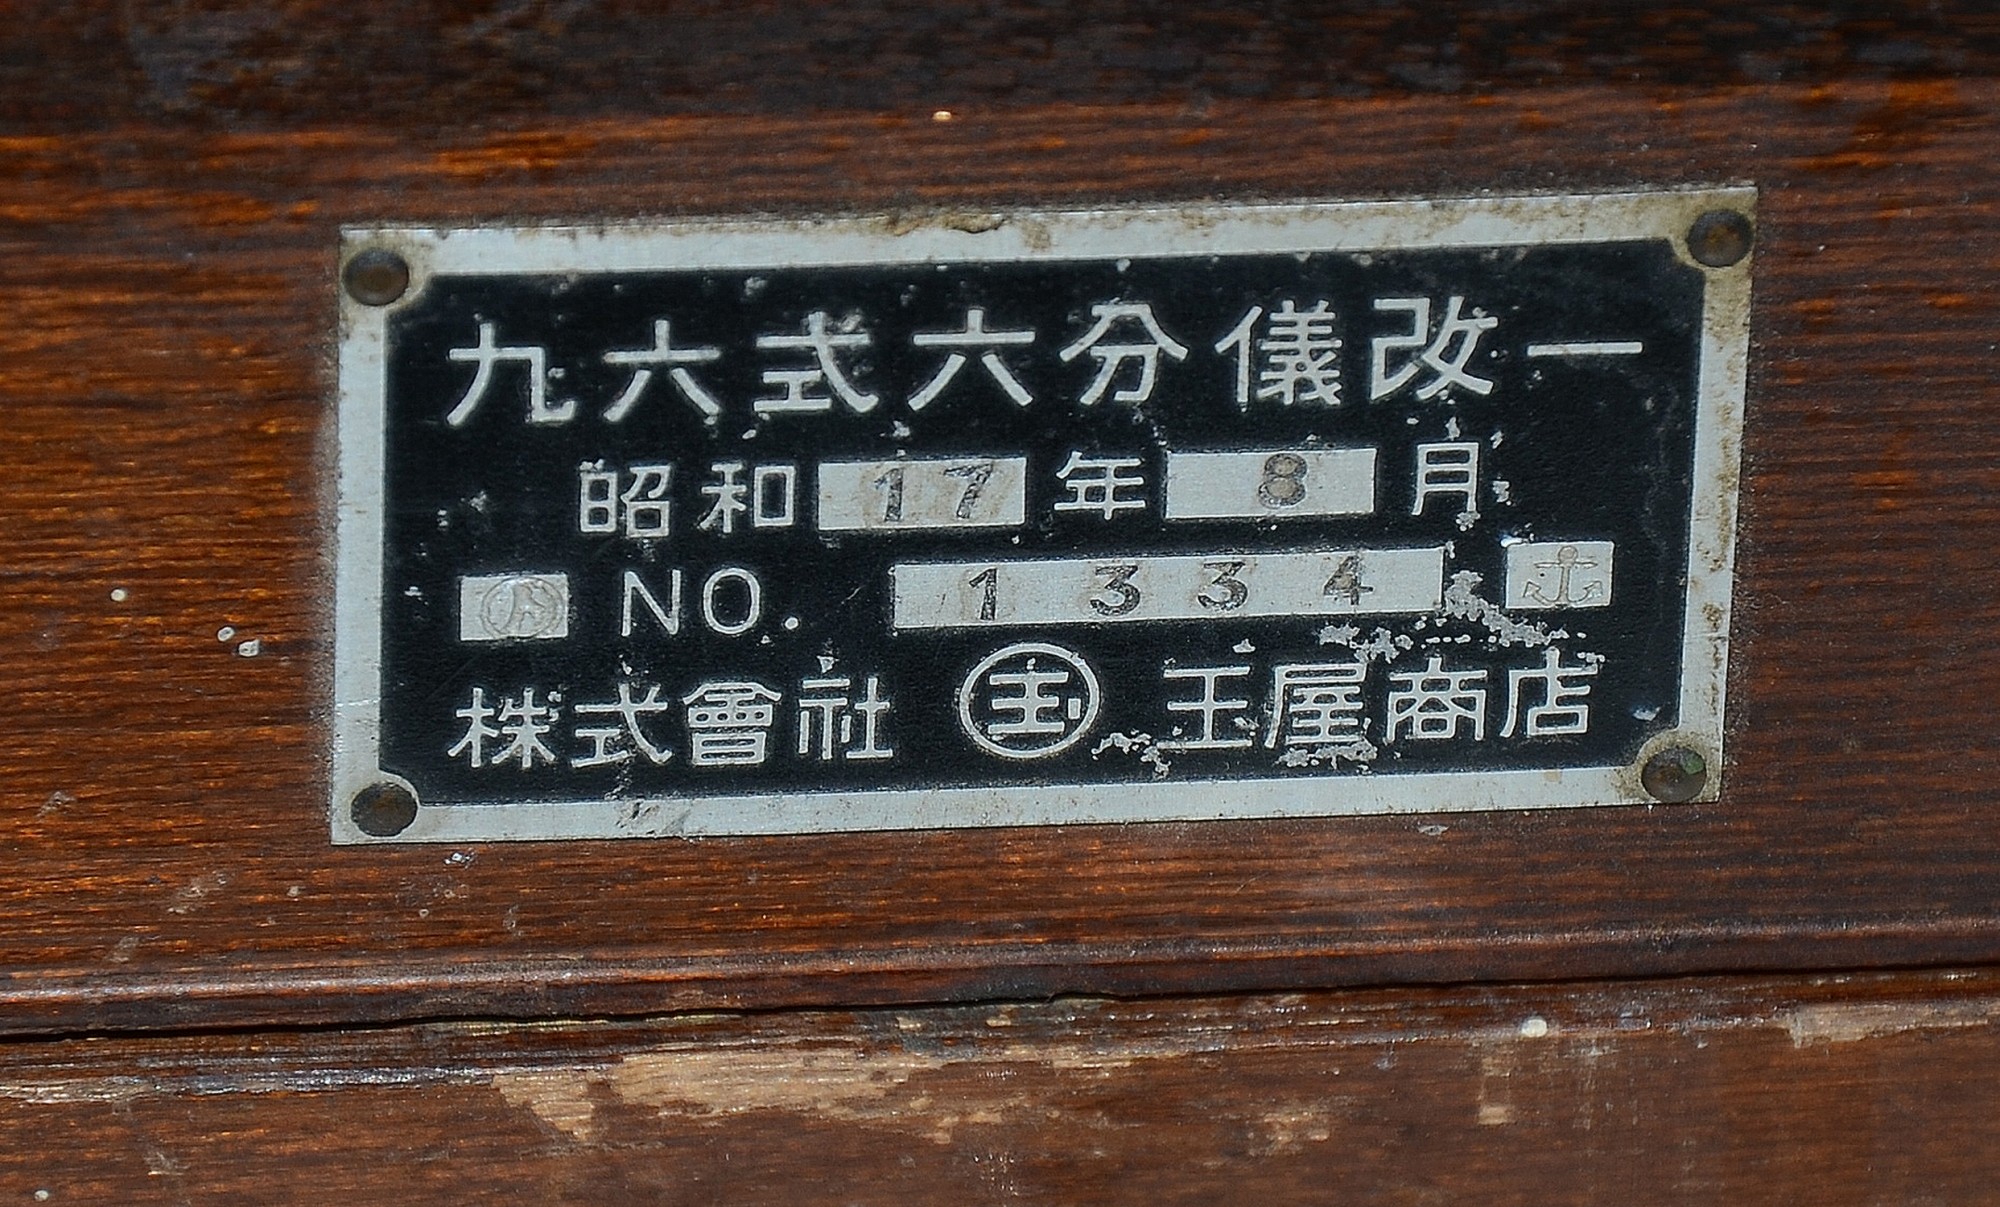 九六式六分儀改一
昭和17年8月
NO. 1334
株式會社 玉 玉屋商店